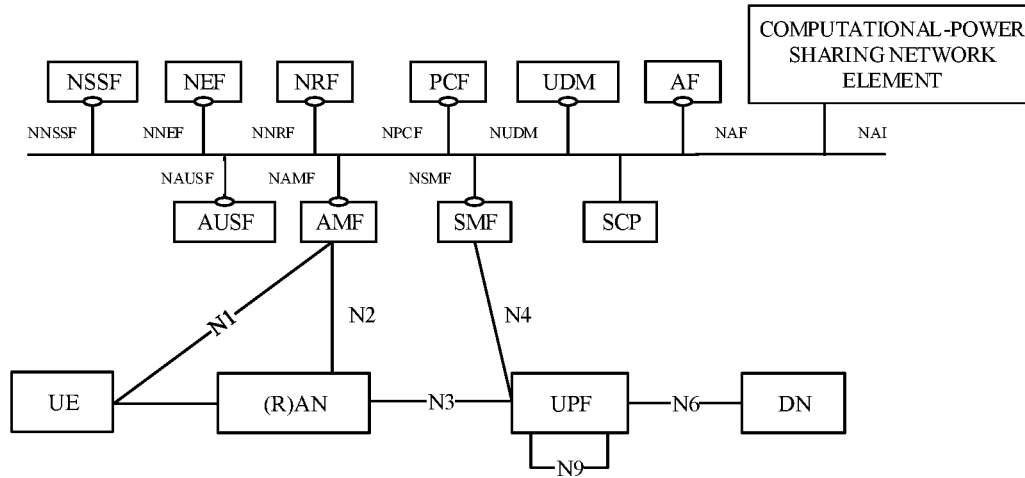 COMPUTATIONAL-POWER
SHARING NETWORK
ELEMENT
NSSF
NEF
NRF
PCF
UDM
AF
NNSSF
NNEF
NNRF
NPCF
NUDM
NAF
NAI
NAUSF
NAMF
NSMF
AUSF
AMF
SMF
SCP
N1
N2
N4
UE
(R)AN
N3
UPF
N6
DN
N9